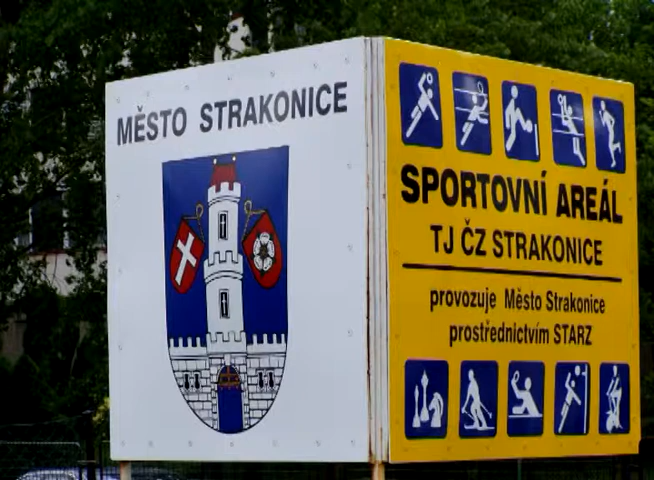 MĚSTO STRAKONICE
SPORTOVNÍ AREÁL
TJ ČZ STRAKONICE
provozuje Město Strakonice
prostřednictvím STARZ